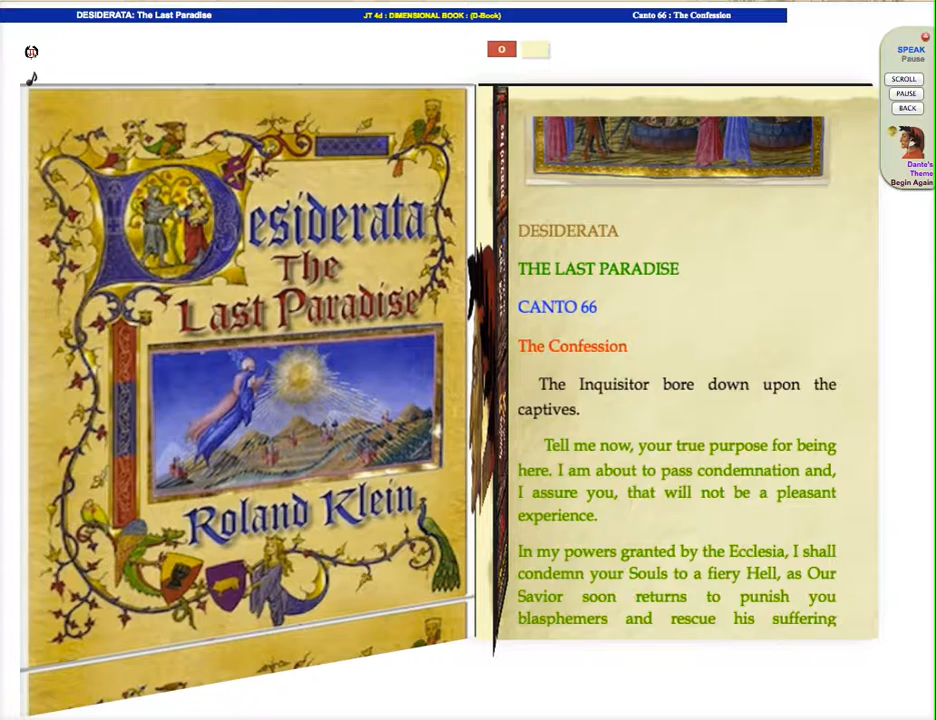 DESIDERATA: The Last Paradise
JT 4d : DIMENSIONAL BOOK : (D-Book)
Canto 66 : The Confession
O
SPEAK
Pause
SCROLL
PAUSE
BACK
Dante's
Theme
Begin Again
Desiderata
The
Last Paradise
Roland Klein
DESIDERATA
THE LAST PARADISE
CANTO 66
The Confession
The Inquisitor bore down upon the
captives.
Tell me now, your true purpose for being
here. I am about to pass condemnation and,
I assure you, that will not be a pleasant
experience.
In my powers granted by the Ecclesia, I shall
condemn your Souls to a fiery Hell, as Our
Savior soon returns to punish you
blasphemers and rescue his suffering